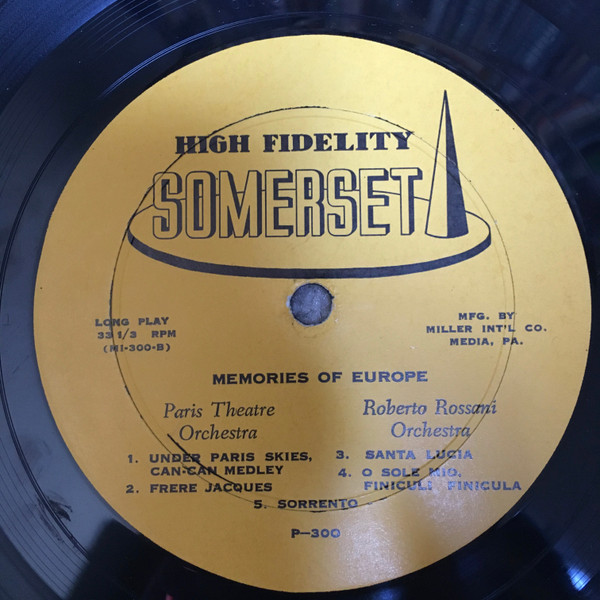 HIGH FIDELITY
SOMERSET
LONG PLAY
33 1/3 RPM
(MI-300-B)
MFG. BY
MILLER INT'L CO.
MEDIA, PA.
MEMORIES OF EUROPE
Paris Theatre
Orchestra
1. UNDER PARIS SKIES,
CAN-CAN MEDLEY
2. FRERE JACQUES
Roberto Rossani
Orchestra
3. SANTA LUCIA
4. O SOLE MIO,
FINICULI FINICULA
5. SORRENTO
P-300